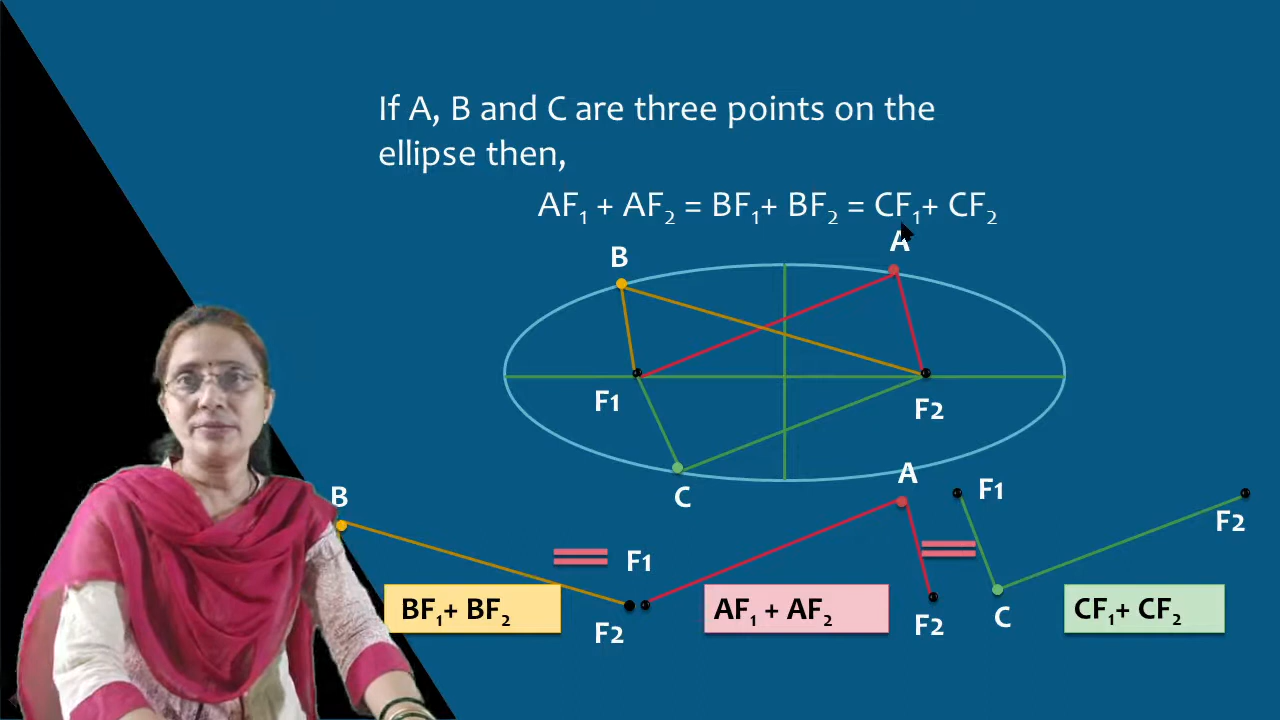 If A, B and C are three points on the
ellipse then,
AF₁ + AF₂ = BF₁+ BF₂ = CF₁+ CF₂
B
A
F1
F2
C
B
F1
F2
BF₁+ BF₂
A
F2
AF₁ + AF₂
F1
F2
C
CF₁+ CF₂